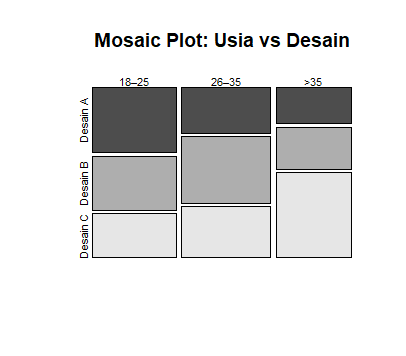 Mosaic Plot: Usia vs Desain
18–25 26–35 >35
Desain A
Desain B
Desain C